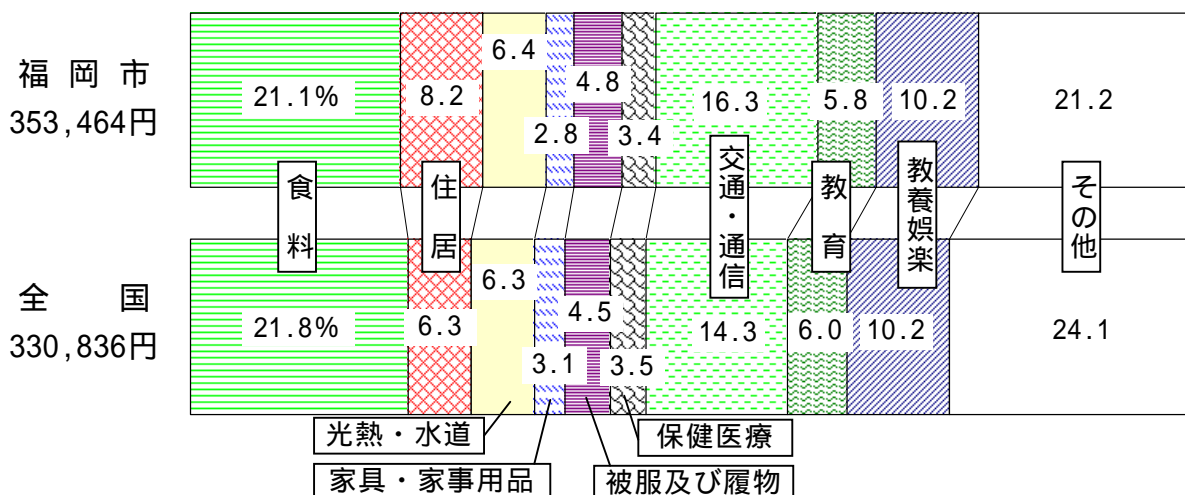 福岡市
353,464円
21.1%
8.2
6.4
2.8
4.8
3.4
16.3
5.8
10.2
21.2
食料
住居
交通・通信
教育
教養娯楽
その他
全国
330,836円
21.8%
6.3
6.3
3.1
4.5
3.5
14.3
6.0
10.2
24.1
光熱・水道
保健医療
家具・家事用品
被服及び履物